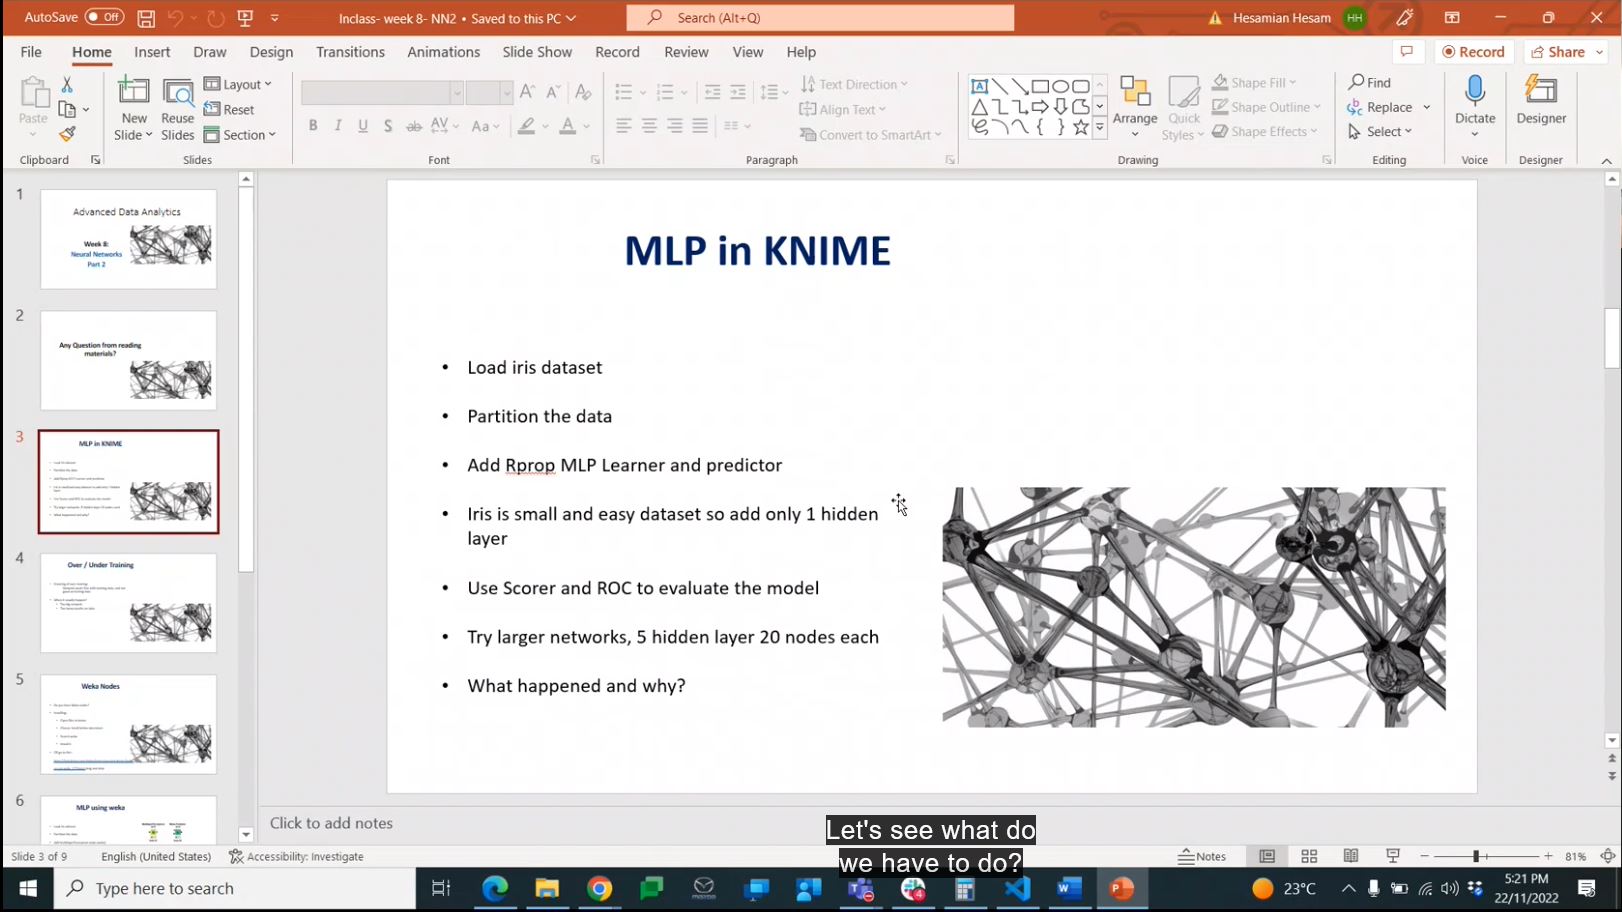 AutoSave Off
Inclass- week 8- NN2 • Saved to this PC
Search (Alt+Q)
Hesamian Hesam HH
File Home Insert Draw Design Transitions Animations Slide Show Record Review View Help
Record Share
Paste
New
Slide
Reuse
Slides
Layout
Reset
Section
Text Direction
Align Text
Convert to SmartArt
Arrange
Quick
Styles
Shape Fill
Shape Outline
Shape Effects
Find
Replace
Select
Dictate
Designer
Clipboard Slides Font Paragraph Drawing Editing Voice Designer
1
Advanced Data Analytics
Week 8:
Neural Networks
Part 2
2
Any Question from reading
materials?
3
MLP in KNIME
4
Over / Under Training
5
Weka Nodes
6
MLP using weka
MLP in KNIME
• Load iris dataset
• Partition the data
• Add Rprop MLP Learner and predictor
• Iris is small and easy dataset so add only 1 hidden
layer
• Use Scorer and ROC to evaluate the model
• Try larger networks, 5 hidden layer 20 nodes each
• What happened and why?
Click to add notes
Let's see what do
we have to do?
Slide 3 of 9 English (United States) Accessibility: Investigate
Notes
81%
Type here to search
23°C
5:21 PM
22/11/2022